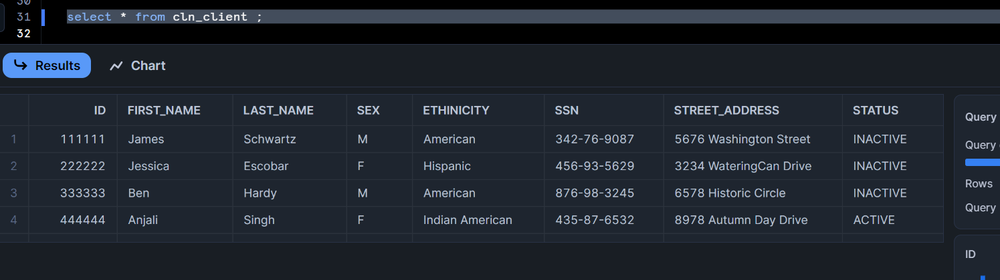 30
31 select * from cln_client ;
32
Results Chart
ID FIRST_NAME LAST_NAME SEX ETHINICITY SSN STREET_ADDRESS STATUS
1 111111 James Schwartz M American 342-76-9087 5676 Washington Street INACTIVE
2 222222 Jessica Escobar F Hispanic 456-93-5629 3234 WateringCan Drive INACTIVE
3 333333 Ben Hardy M American 876-98-3245 6578 Historic Circle INACTIVE
4 444444 Anjali Singh F Indian American 435-87-6532 8978 Autumn Day Drive ACTIVE
Query
Query
Rows
Query
ID